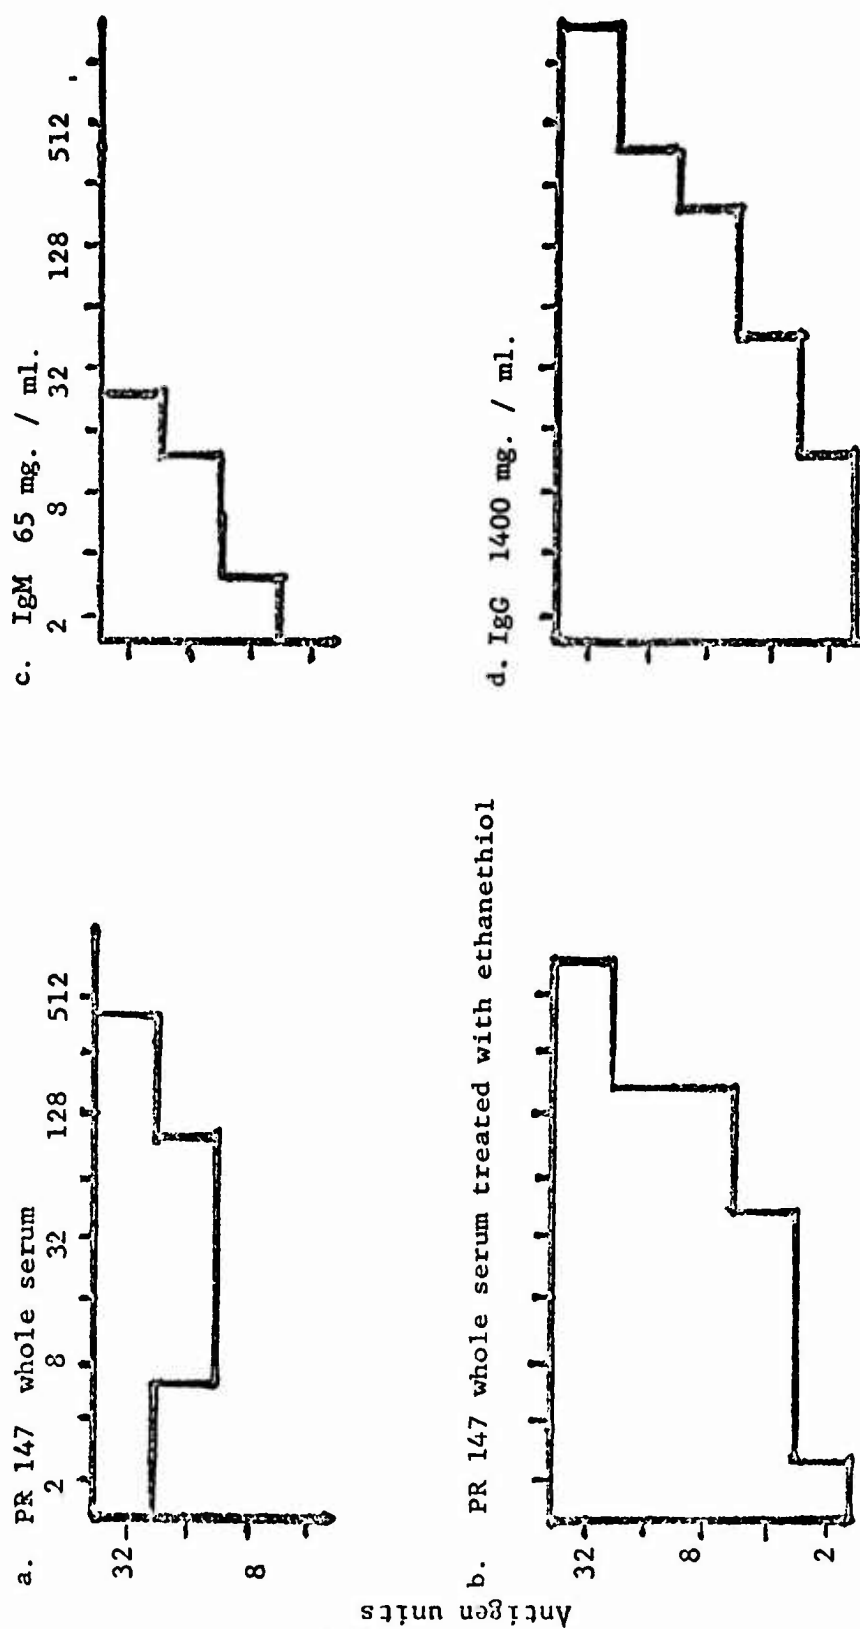 a. PR 147 whole serum
2 8 32 128 512
32
8
b. PR 147 whole serum treated with ethanethiol
32
8
2
Antigen units
c. IgM 65 mg. / ml.
2 8 32 128 512
d. IgG 1400 mg. / ml.